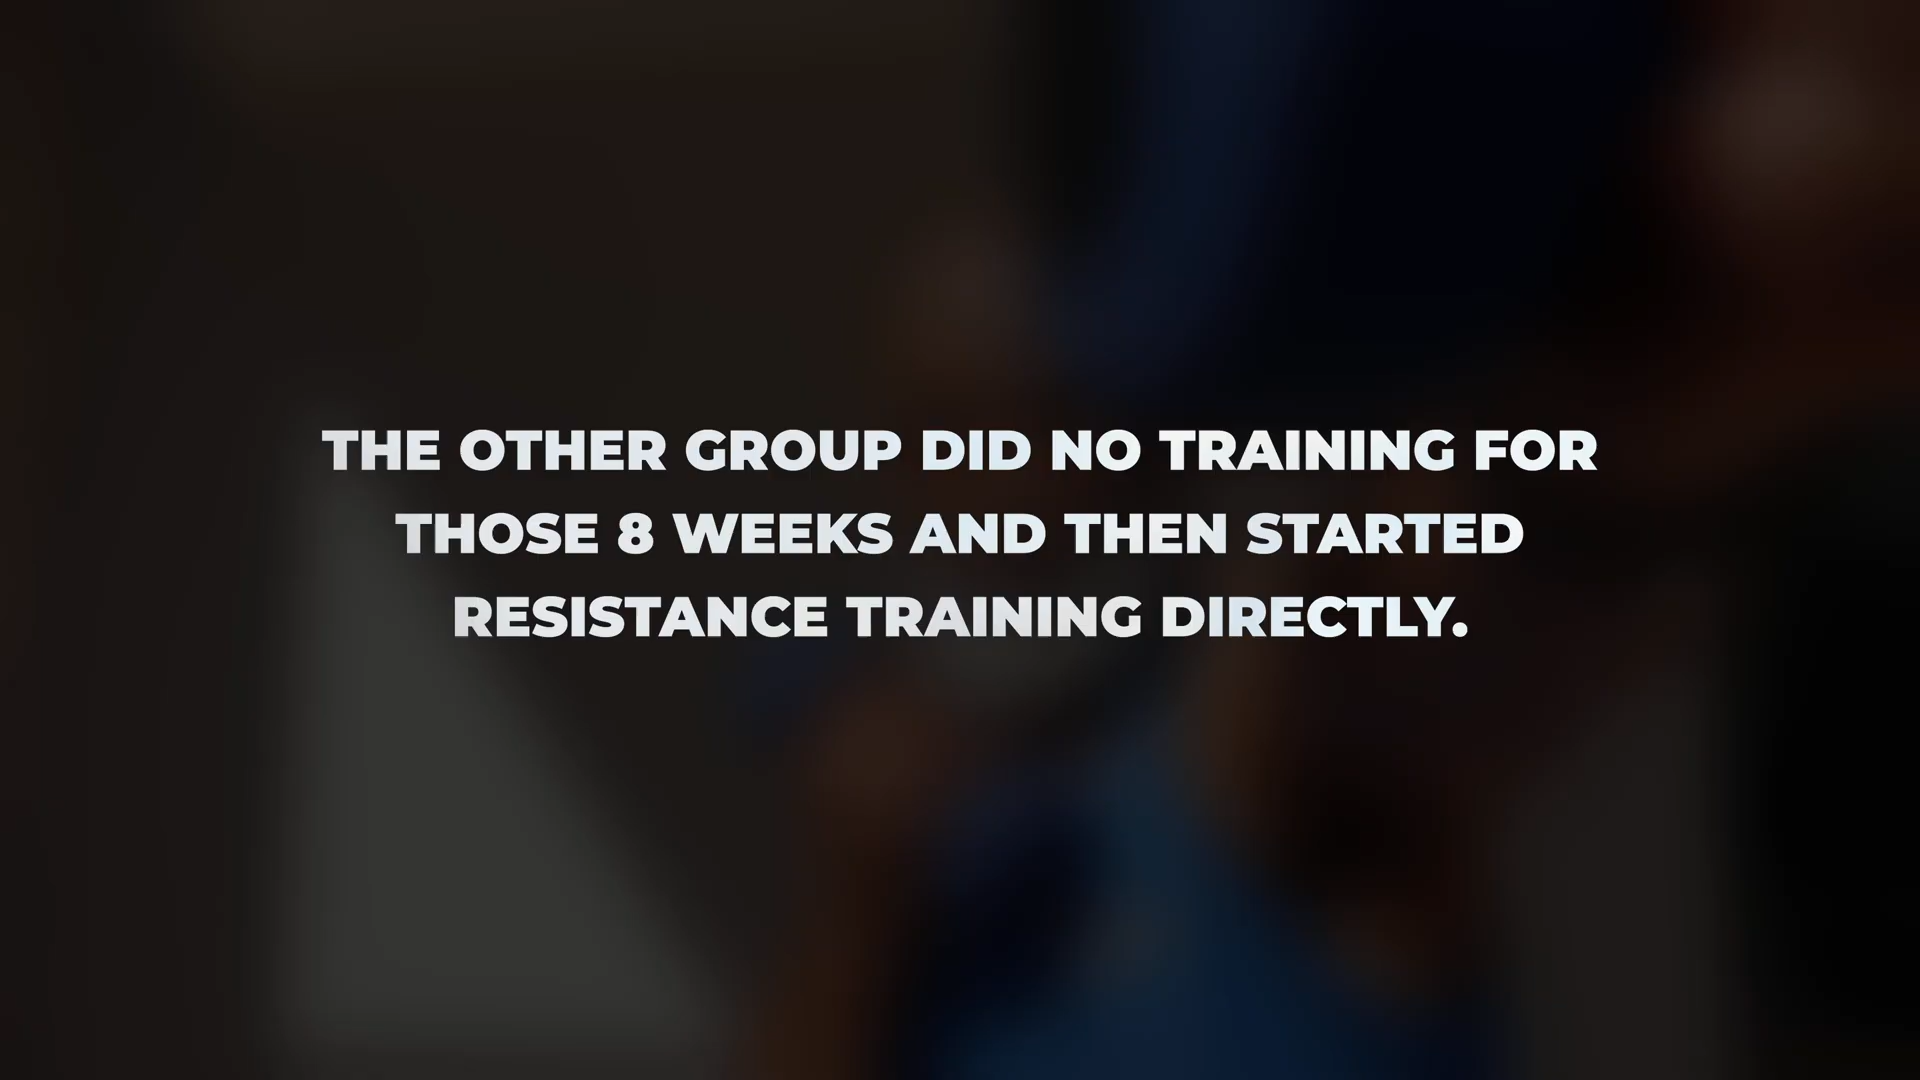 THE OTHER GROUP DID NO TRAINING FOR
THOSE 8 WEEKS AND THEN STARTED
RESISTANCE TRAINING DIRECTLY.